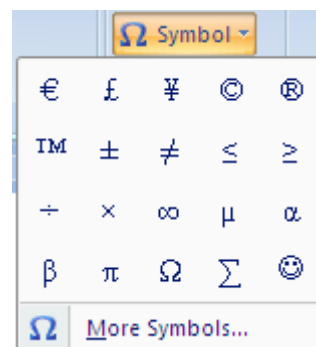 Ω Symbol
€ £ ¥ © ®
™ ± ≠ ≤ ≥
÷ × ∞ µ α
β π Ω ∑ ☺
Ω More Symbols...